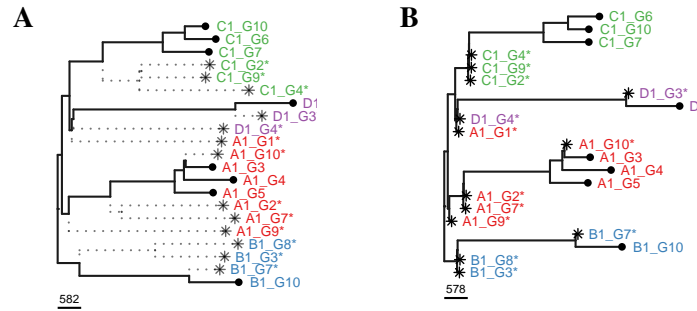 A
C1_G10
C1_G6
C1_G7
C1_G2*
C1_G9*
C1_G4*
D1
D1_G3
D1_G4*
A1_G1*
A1_G10*
A1_G3
A1_G4
A1_G5
A1_G2*
A1_G7*
A1_G9*
B1_G8*
B1_G3*
B1_G7*
B1_G10
582
B
C1_G6
C1_G10
C1_G7
C1_G4*
C1_G9*
C1_G2*
D1_G3*
D
D1_G4*
A1_G1*
A1_G10*
A1_G3
A1_G4
A1_G5
A1_G2*
A1_G7*
A1_G9*
B1_G7*
B1_G10
B1_G8*
B1_G3*
578